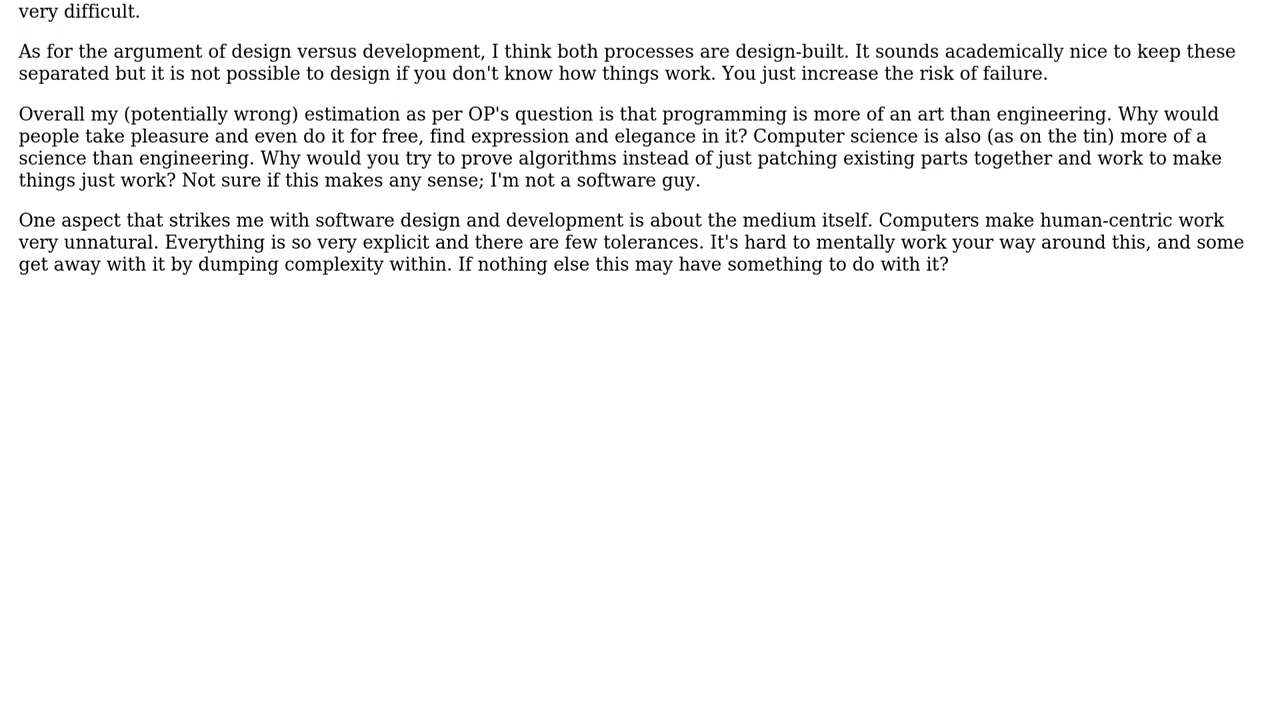 very difficult.
As for the argument of design versus development, I think both processes are design-built. It sounds academically nice to keep these
separated but it is not possible to design if you don't know how things work. You just increase the risk of failure.
Overall my (potentially wrong) estimation as per OP's question is that programming is more of an art than engineering. Why would
people take pleasure and even do it for free, find expression and elegance in it? Computer science is also (as on the tin) more of a
science than engineering. Why would you try to prove algorithms instead of just patching existing parts together and work to make
things just work? Not sure if this makes any sense; I'm not a software guy.
One aspect that strikes me with software design and development is about the medium itself. Computers make human-centric work
very unnatural. Everything is so very explicit and there are few tolerances. It's hard to mentally work your way around this, and some
get away with it by dumping complexity within. If nothing else this may have something to do with it?